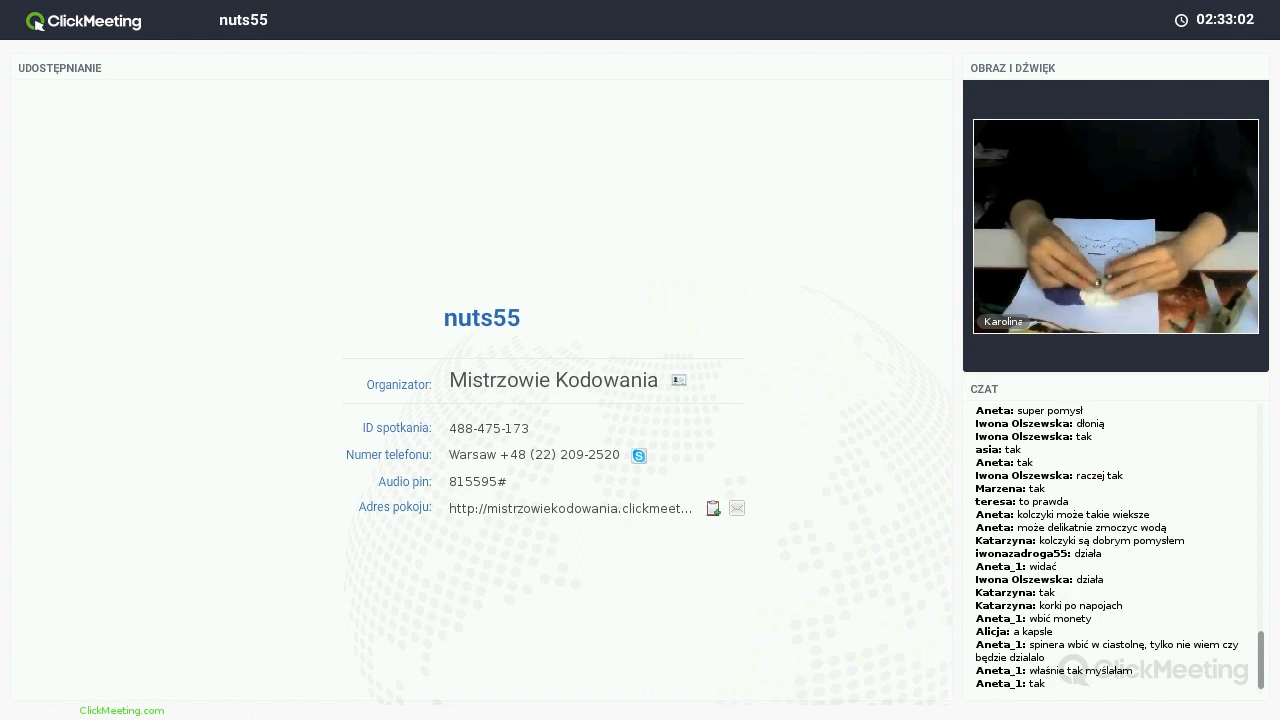 ClickMeeting
nuts55
02:33:02
UDOSTĘPNIANIE
nuts55
Organizator: Mistrzowie Kodowania
ID spotkania: 488-475-173
Numer telefonu: Warsaw +48 (22) 209-2520
Audio pin: 815595#
Adres pokoju: http://mistrzowiekodowania.clickmeet...
OBRAZ I DŹWIĘK
Karolina
CZAT
Aneta: super pomysł
Iwona Olszewska: dłonią
Iwona Olszewska: tak
asia: tak
Aneta: tak
Iwona Olszewska: raczej tak
Marzena: tak
teresa: to prawda
Aneta: kolczyki może takie wieksze
Aneta: może delikatnie zmoczyc wodą
Katarzyna: kolczyki są dobrym pomysłem
iwonazadroga55: działa
Aneta_1: widać
Iwona Olszewska: działa
Katarzyna: tak
Katarzyna: korki po napojach
Aneta_1: wbić monety
Alicja: a kapsle
Aneta_1: spinera wbić w ciastolnę, tylko nie wiem czy
będzie dzialalo
Aneta_1: właśnie tak myślałam
Aneta_1: tak
ClickMeeting
ClickMeeting.com